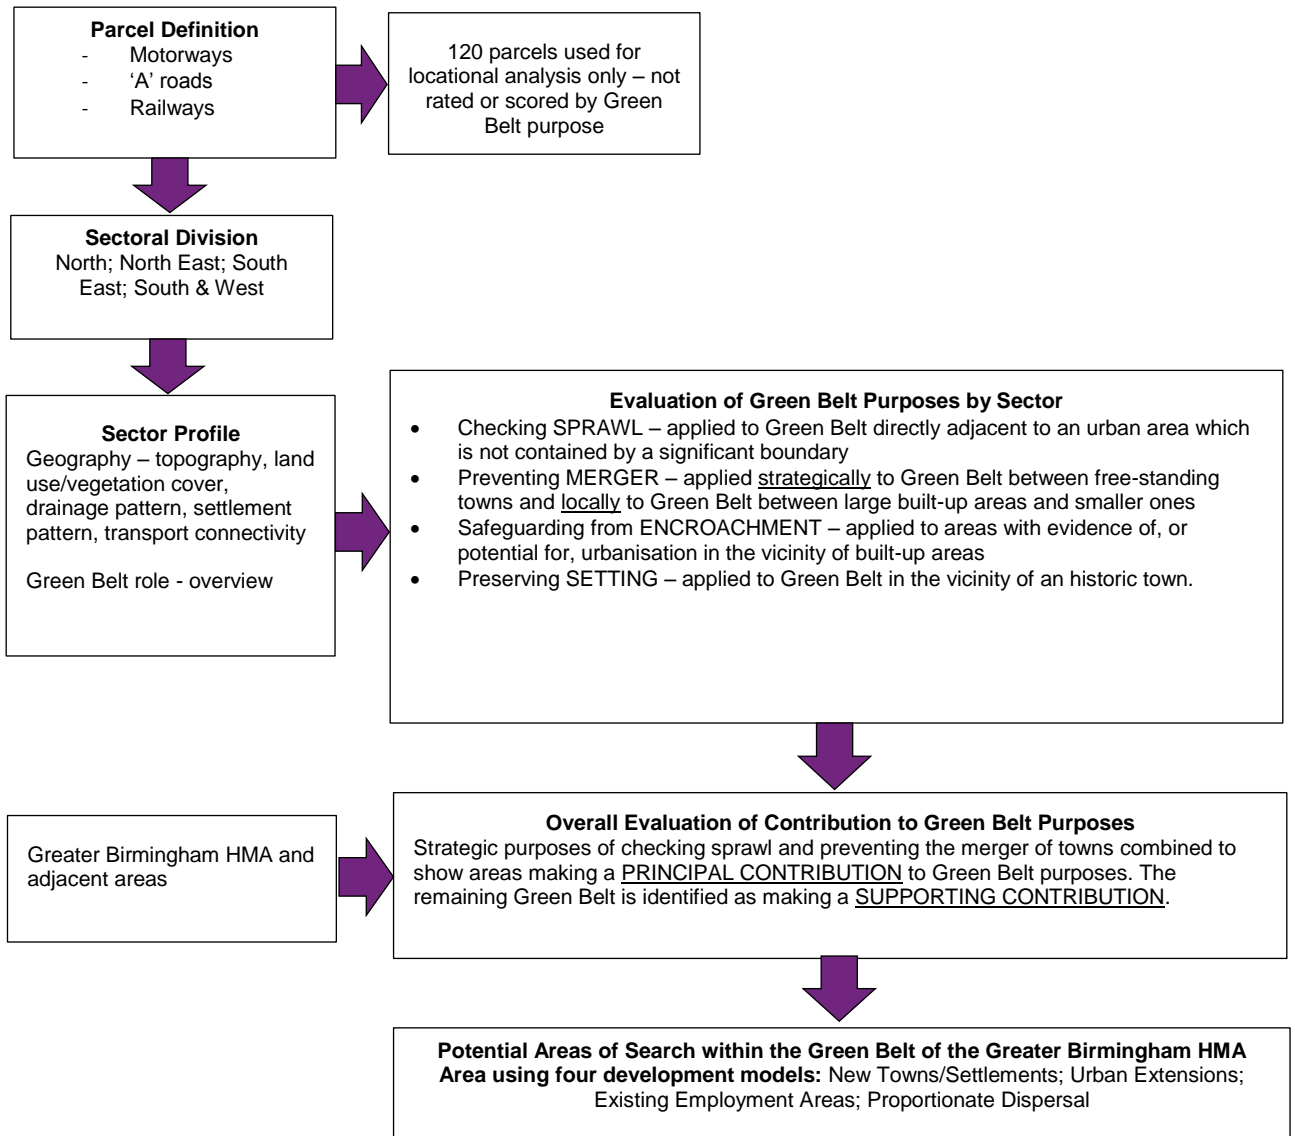 Parcel Definition
- Motorways
- ‘A’ roads
- Railways
120 parcels used for
locational analysis only – not
rated or scored by Green
Belt purpose
Sectoral Division
North; North East; South
East; South & West
Sector Profile
Geography – topography, land
use/vegetation cover,
drainage pattern, settlement
pattern, transport connectivity
Green Belt role - overview
Evaluation of Green Belt Purposes by Sector
• Checking SPRAWL – applied to Green Belt directly adjacent to an urban area which
is not contained by a significant boundary
• Preventing MERGER – applied strategically to Green Belt between free-standing
towns and locally to Green Belt between large built-up areas and smaller ones
• Safeguarding from ENCROACHMENT – applied to areas with evidence of, or
potential for, urbanisation in the vicinity of built-up areas
• Preserving SETTING – applied to Green Belt in the vicinity of an historic town.
Greater Birmingham HMA and
adjacent areas
Overall Evaluation of Contribution to Green Belt Purposes
Strategic purposes of checking sprawl and preventing the merger of towns combined to
show areas making a PRINCIPAL CONTRIBUTION to Green Belt purposes. The
remaining Green Belt is identified as making a SUPPORTING CONTRIBUTION.
Potential Areas of Search within the Green Belt of the Greater Birmingham HMA
Area using four development models: New Towns/Settlements; Urban Extensions;
Existing Employment Areas; Proportionate Dispersal